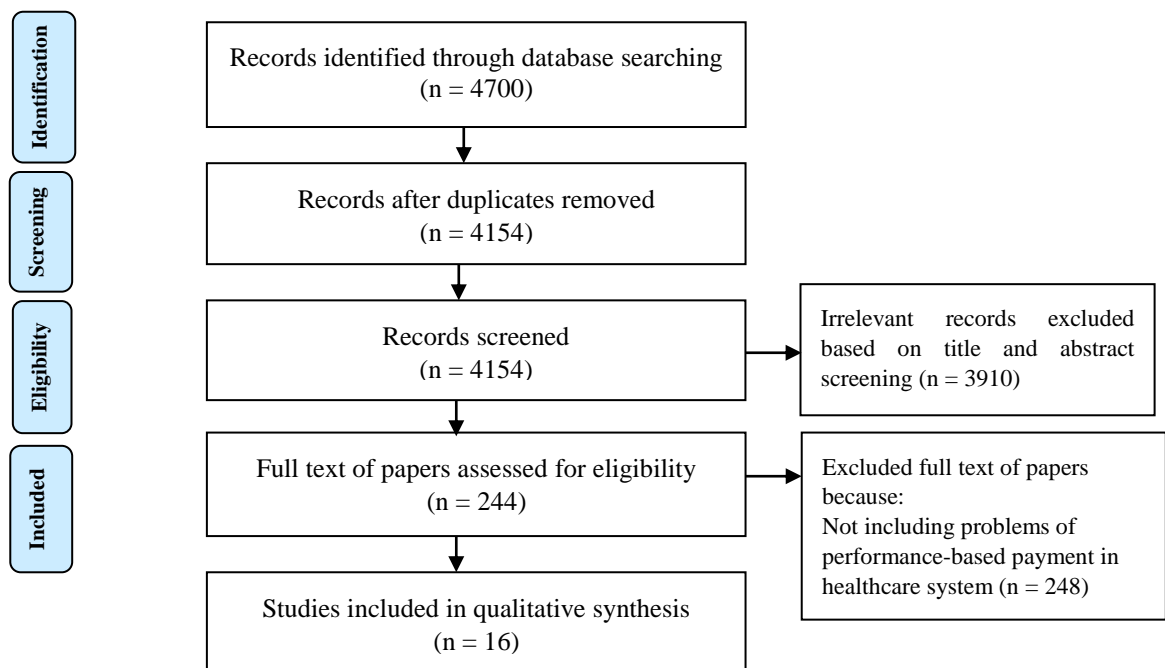 Identification
Screening
Eligibility
Included
Records identified through database searching
(n = 4700)
Records after duplicates removed
(n = 4154)
Records screened
(n = 4154)
Irrelevant records excluded
based on title and abstract
screening (n = 3910)
Full text of papers assessed for eligibility
(n = 244)
Excluded full text of papers
because:
Not including problems of
performance-based payment in
healthcare system (n = 248)
Studies included in qualitative synthesis
(n = 16)